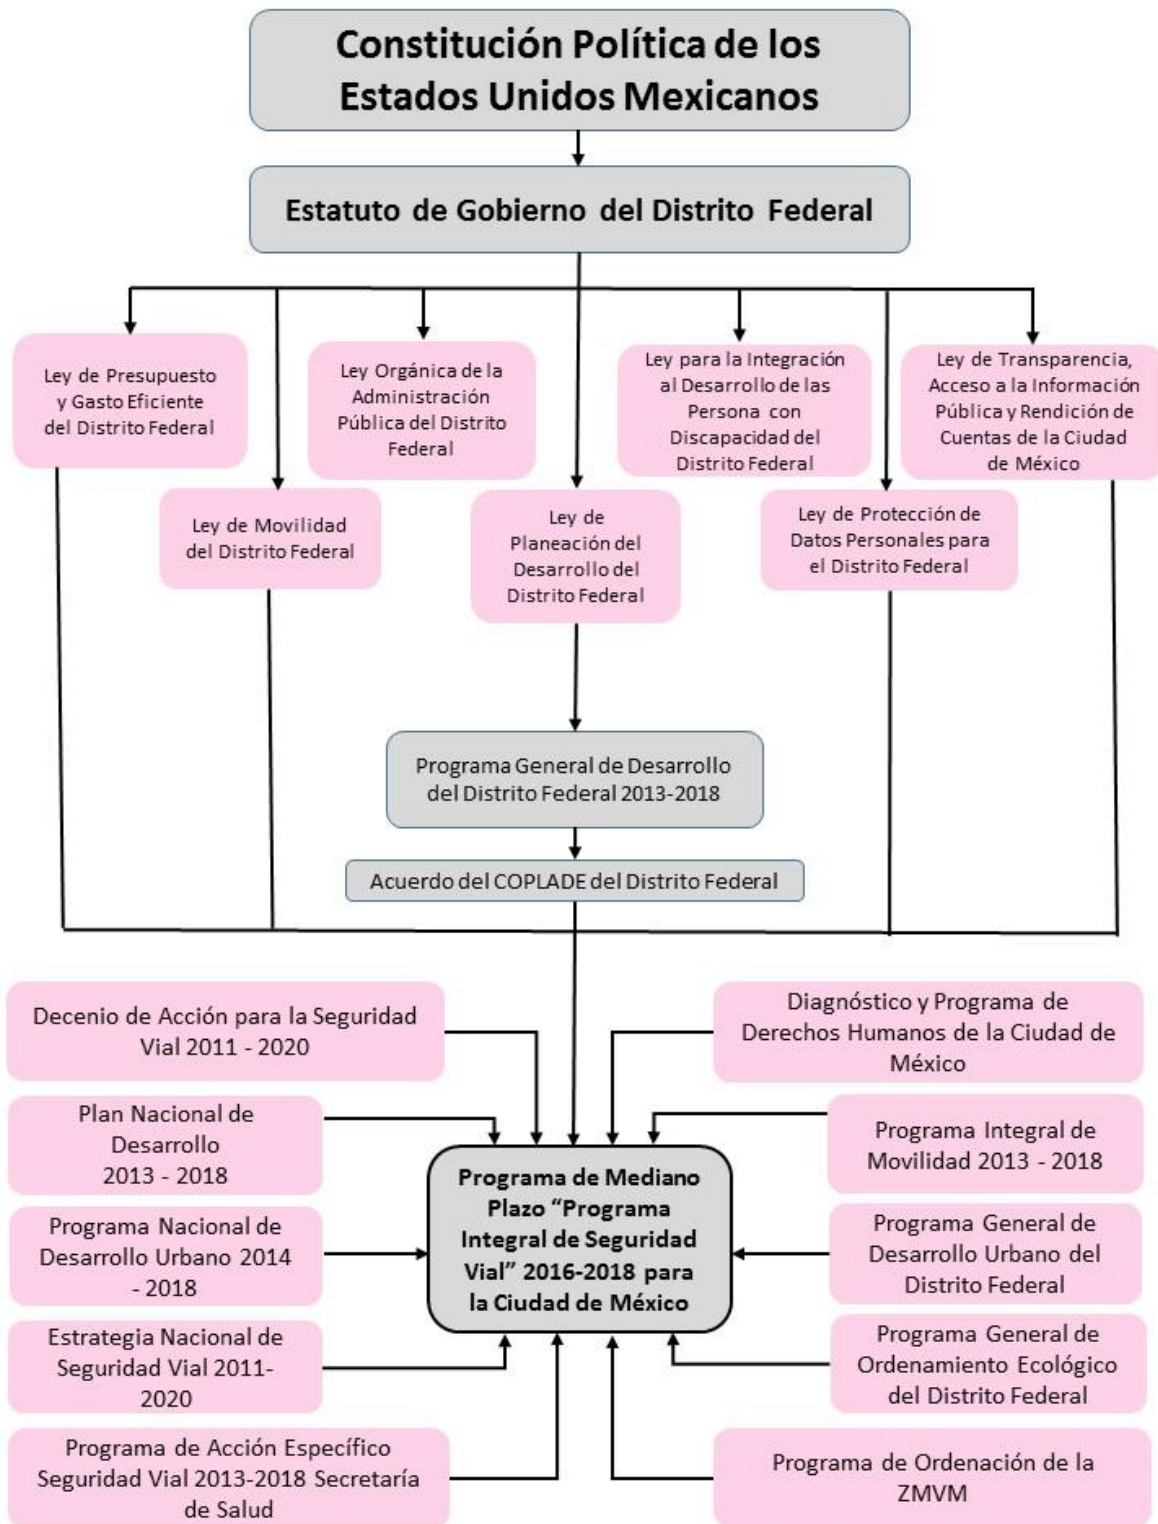 Constitución Política de los
Estados Unidos Mexicanos
Estatuto de Gobierno del Distrito Federal
Ley de Presupuesto
y Gasto Eficiente
del Distrito Federal
Ley Orgánica de la
Administración
Pública del Distrito
Federal
Ley para la Integración
al Desarrollo de las
Persona con
Discapacidad del
Distrito Federal
Ley de Transparencia,
Acceso a la Información
Pública y Rendición de
Cuentas de la Ciudad
de México
Ley de Movilidad
del Distrito Federal
Ley de
Planeación del
Desarrollo del
Distrito Federal
Ley de Protección de
Datos Personales para
el Distrito Federal
Programa General de Desarrollo
del Distrito Federal 2013-2018
Acuerdo del COPLADE del Distrito Federal
Decenio de Acción para la Seguridad
Vial 2011 - 2020
Diagnóstico y Programa de
Derechos Humanos de la Ciudad de
México
Plan Nacional de
Desarrollo
2013 - 2018
Programa Integral de
Movilidad 2013 - 2018
Programa de Mediano
Plazo “Programa
Integral de Seguridad
Vial” 2016-2018 para
la Ciudad de México
Programa Nacional de
Desarrollo Urbano 2014
- 2018
Programa General de
Desarrollo Urbano del
Distrito Federal
Estrategia Nacional de
Seguridad Vial 2011-
2020
Programa General de
Ordenamiento Ecológico
del Distrito Federal
Programa de Acción Específico
Seguridad Vial 2013-2018 Secretaría
de Salud
Programa de Ordenación de la
ZMVM